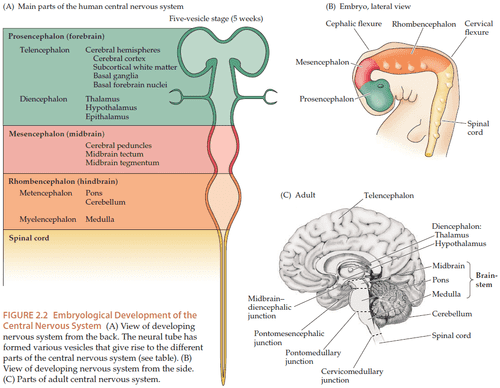 (A) Main parts of the human central nervous system
Five-vesicle stage (5 weeks)
Prosencephalon (forebrain)
Telencephalon Cerebral hemispheres
Cerebral cortex
Subcortical white matter
Basal ganglia
Basal forebrain nuclei
Diencephalon Thalamus
Hypothalamus
Epithalamus
Mesencephalon (midbrain)
Cerebral peduncles
Midbrain tectum
Midbrain tegmentum
Rhombencephalon (hindbrain)
Metencephalon Pons
Cerebellum
Myelencephalon Medulla
Spinal cord
(B) Embryo, lateral view
Cephalic flexure
Rhombencephalon
Cervical
flexure
Mesencephalon
Prosencephalon
Spinal
cord
(C) Adult
Telencephalon
Diencephalon:
Thalamus
Hypothalamus
Midbrain
Pons
Medulla
Brain-
stem
Cerebellum
Spinal cord
Midbrain–
diencephalic
junction
Pontomesencephalic
junction
Pontomedullary
junction
Cervicomedullary
junction
FIGURE 2.2 Embryological Development of the
Central Nervous System (A) View of developing
nervous system from the back. The neural tube has
formed various vesicles that give rise to the different
parts of the central nervous system (see table). (B)
View of developing nervous system from the side.
(C) Parts of adult central nervous system.